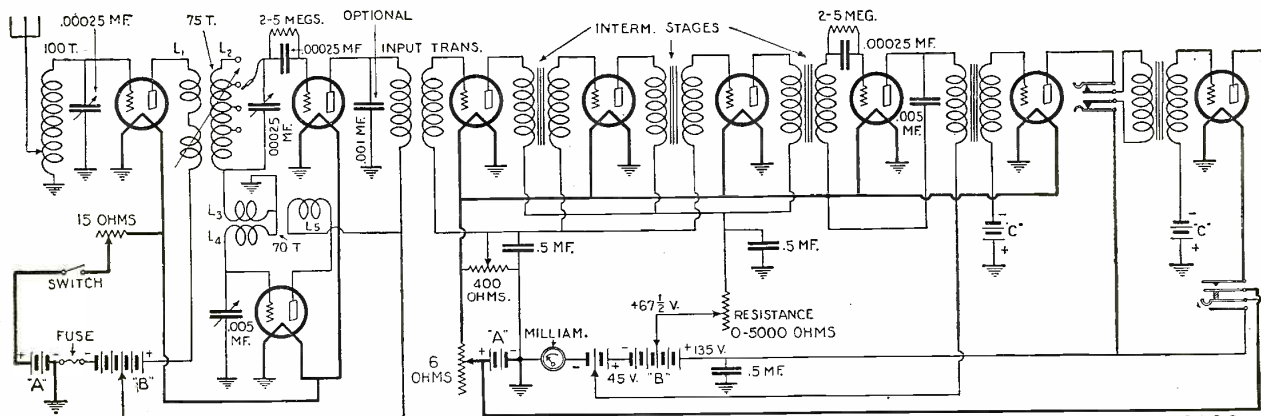 .00025 MF.
100 T.
L1
75 T.
L2
2-5 MEGS.
.00025 MF
.00025 MF.
OPTIONAL
INPUT TRANS.
.001 MF.
INTERM. STAGES
2-5 MEG.
.00025 MF.
.005 MF.
15 OHMS
SWITCH
FUSE
+ - - +
"A" "B"
L3
L4
L5
70 T
.005 MF.
.5 MF.
400 OHMS.
.5 MF.
+67 1/2 V.
RESISTANCE
0-5000 OHMS
6 OHMS
+ "A" -
MILLIAM.
- + -
45 V. "B"
+135 V.
.5 MF.
-
"C"
+
-
"C"
+